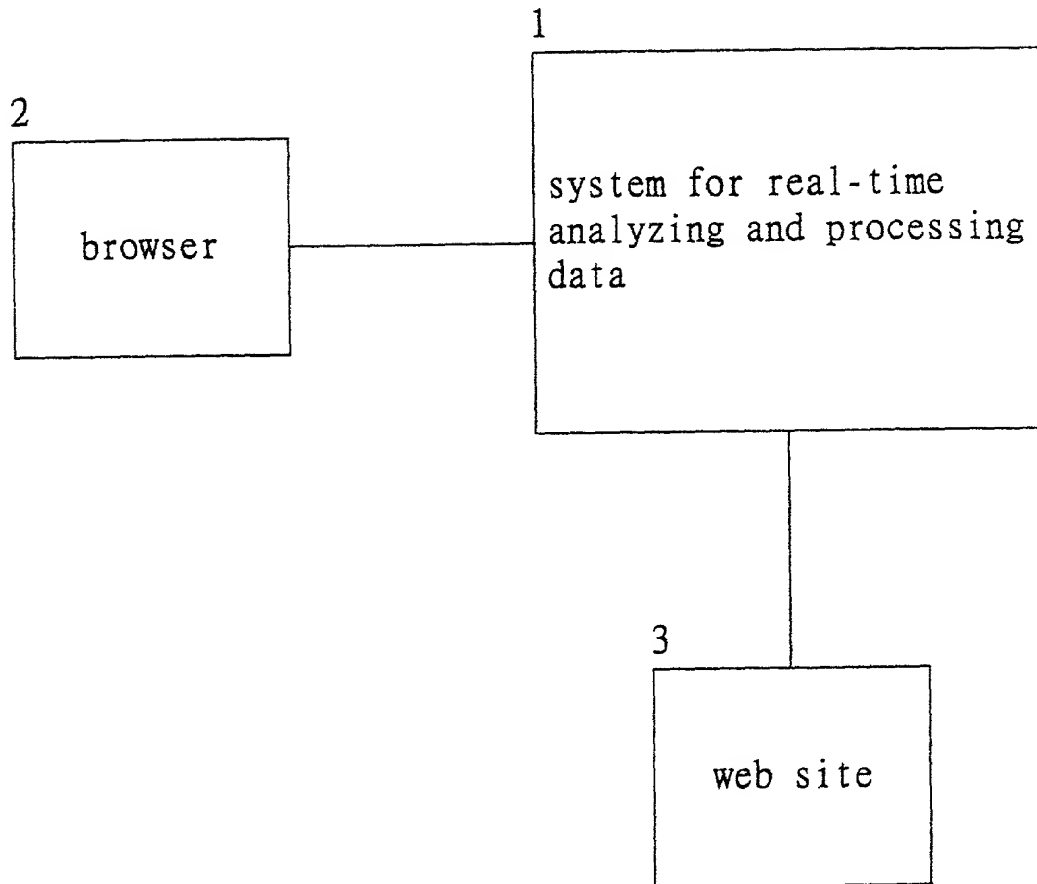 1
system for real-time
analyzing and processing
data
2
browser
3
web site